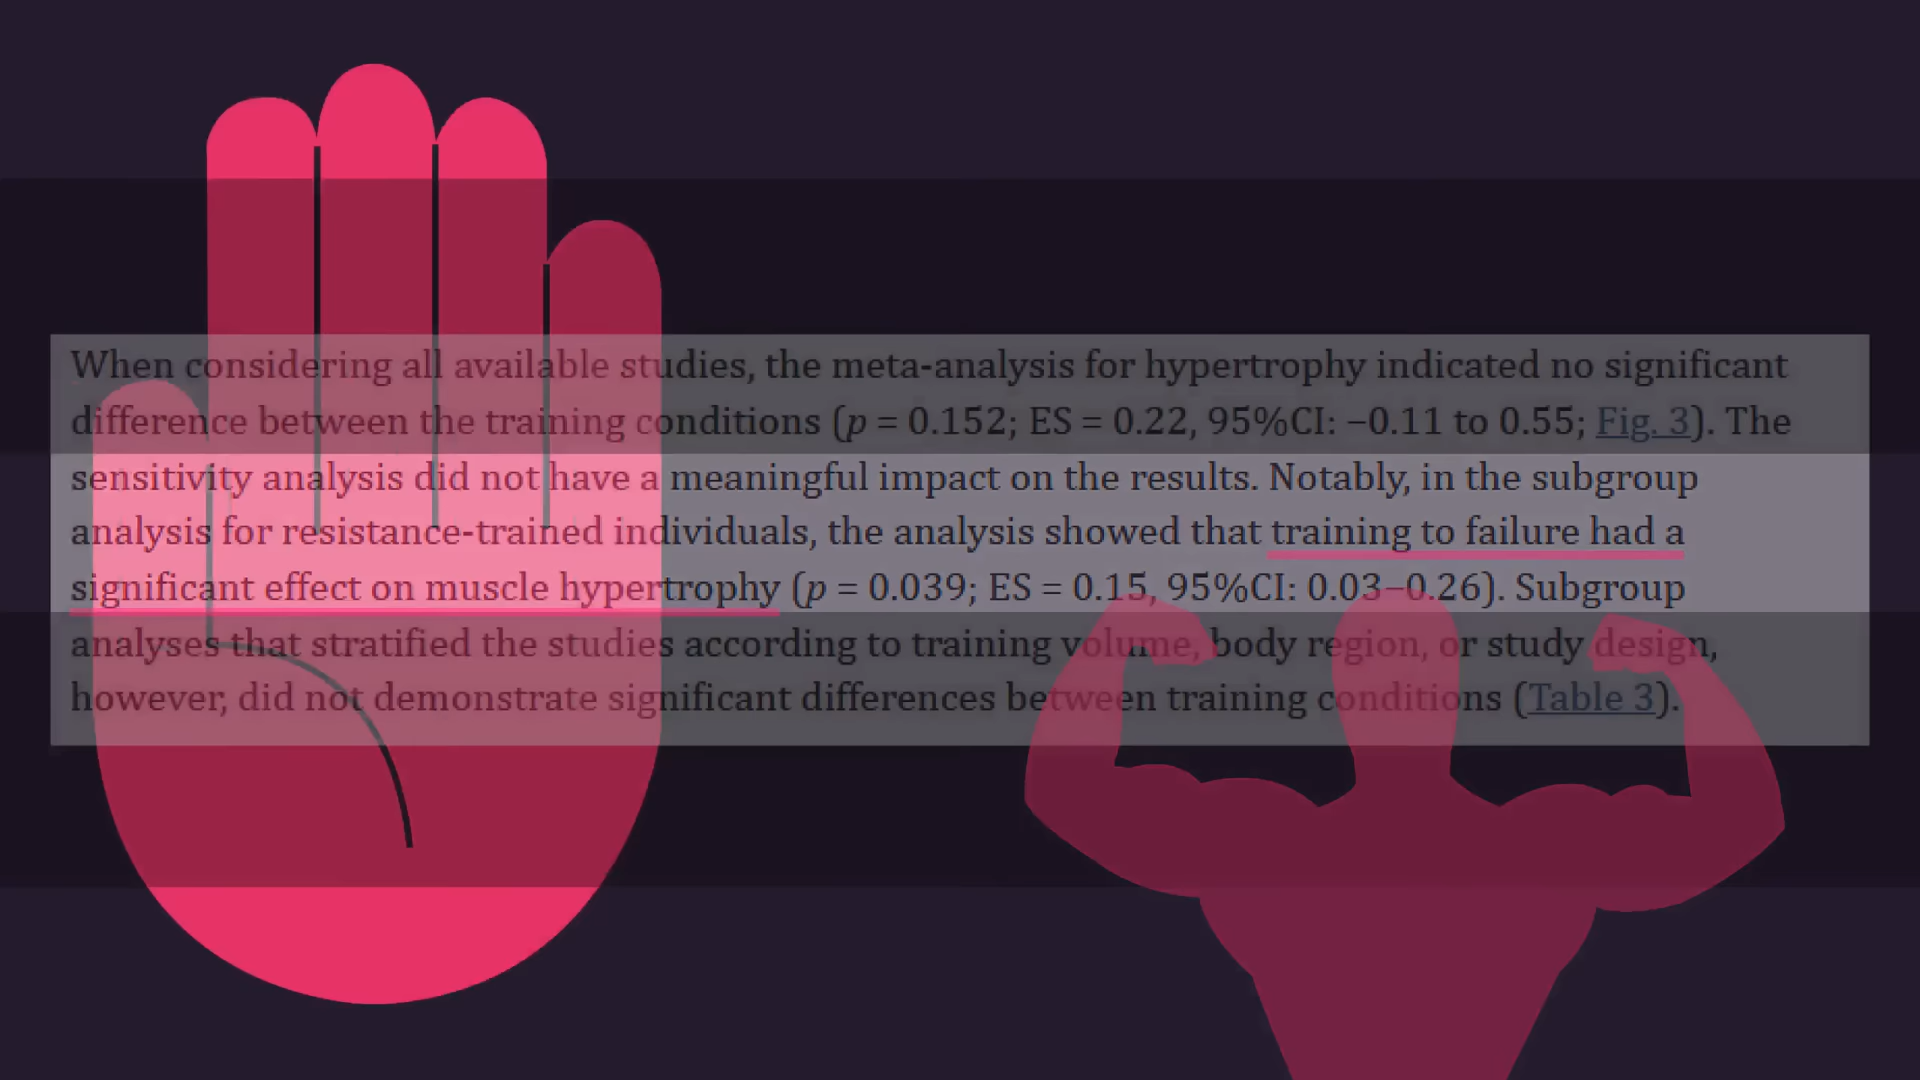 When considering all available studies, the meta-analysis for hypertrophy indicated no significant
difference between the training conditions (p = 0.152; ES = 0.22, 95%CI: −0.11 to 0.55; Fig. 3). The
sensitivity analysis did not have a meaningful impact on the results. Notably, in the subgroup
analysis for resistance-trained individuals, the analysis showed that training to failure had a
significant effect on muscle hypertrophy (p = 0.039; ES = 0.15, 95%CI: 0.03–0.26). Subgroup
analyses that stratified the studies according to training volume, body region, or study design,
however, did not demonstrate significant differences between training conditions (Table 3).